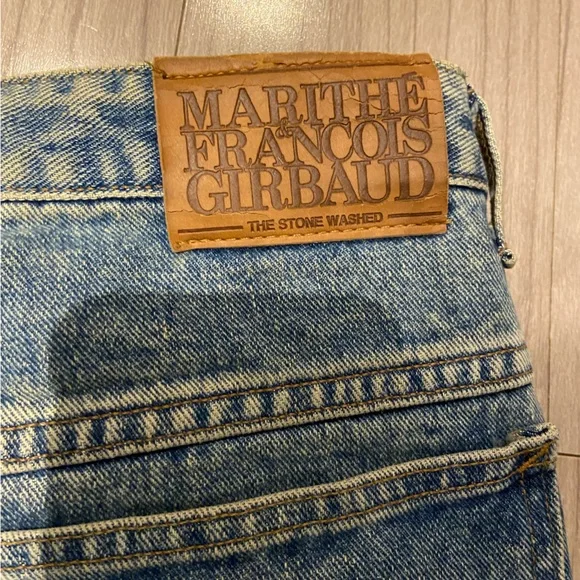 MARITHÉ
&
FRANÇOIS
GIRBAUD
THE STONE WASHED